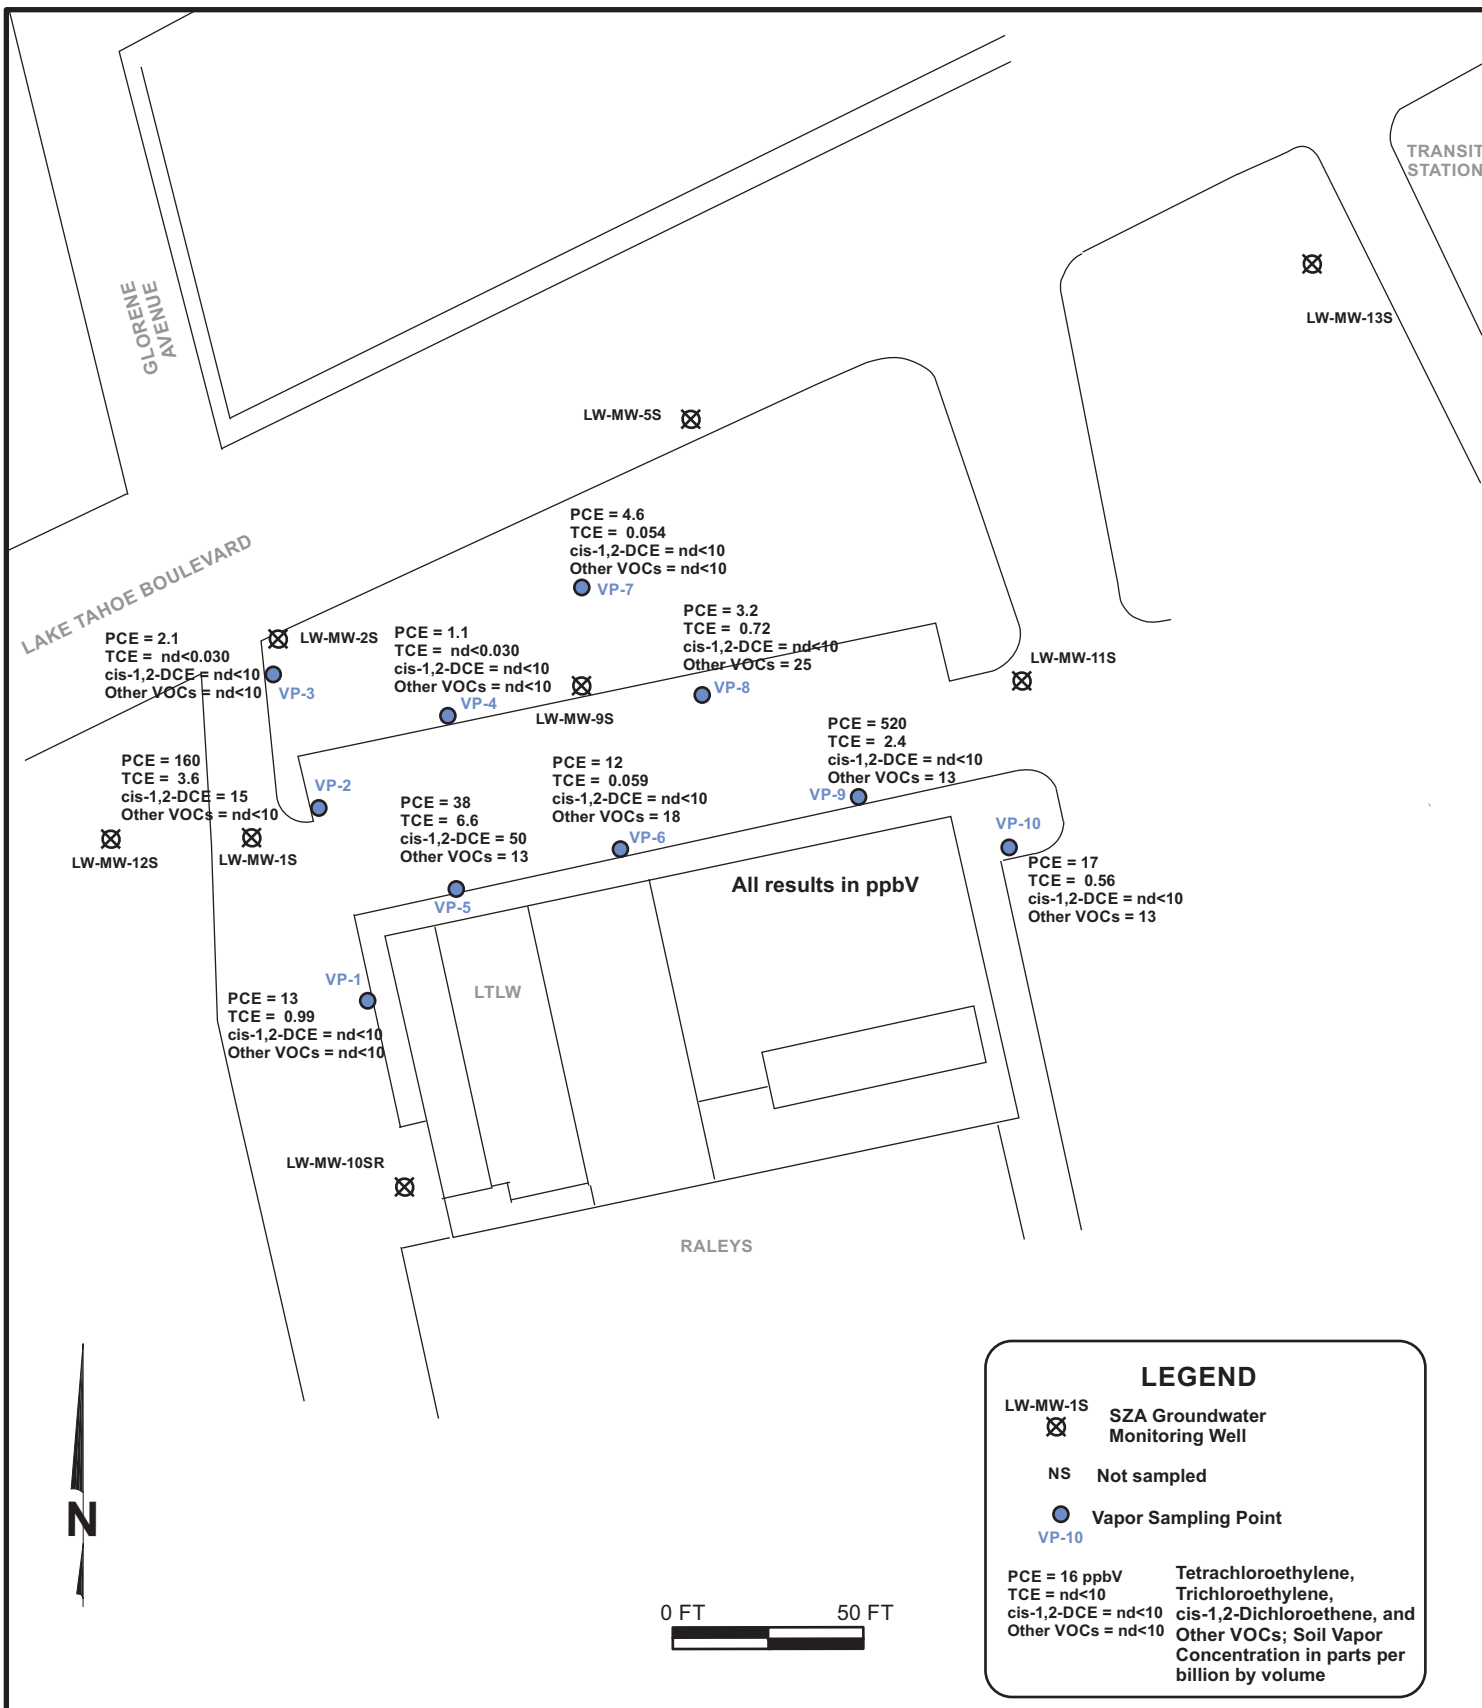 TRANSIT
STATION
GLORENE
AVENUE
LW-MW-13S
LW-MW-5S
LAKE TAHOE BOULEVARD
PCE = 4.6
TCE = 0.054
cis-1,2-DCE = nd<10
Other VOCs = nd<10
VP-7
PCE = 2.1
TCE = nd<0.030
cis-1,2-DCE = nd<10
Other VOCs = nd<10
VP-3
LW-MW-2S
PCE = 1.1
TCE = nd<0.030
cis-1,2-DCE = nd<10
Other VOCs = nd<10
VP-4
LW-MW-9S
PCE = 3.2
TCE = 0.72
cis-1,2-DCE = nd<10
Other VOCs = 25
VP-8
LW-MW-11S
PCE = 160
TCE = 3.6
cis-1,2-DCE = 15
Other VOCs = nd<10
VP-2
LW-MW-12S
LW-MW-1S
PCE = 38
TCE = 6.6
cis-1,2-DCE = 50
Other VOCs = 13
VP-5
PCE = 12
TCE = 0.059
cis-1,2-DCE = nd<10
Other VOCs = 18
VP-6
PCE = 520
TCE = 2.4
cis-1,2-DCE = nd<10
Other VOCs = 13
VP-9
VP-10
PCE = 17
TCE = 0.56
cis-1,2-DCE = nd<10
Other VOCs = 13
All results in ppbV
VP-1
PCE = 13
TCE = 0.99
cis-1,2-DCE = nd<10
Other VOCs = nd<10
LTLW
LW-MW-10SR
RALEYS
N
0 FT 50 FT
LEGEND
LW-MW-1S
SZA Groundwater
Monitoring Well
NS Not sampled
Vapor Sampling Point
VP-10
PCE = 16 ppbV
TCE = nd<10
cis-1,2-DCE = nd<10
Other VOCs = nd<10
Tetrachloroethylene,
Trichloroethylene,
cis-1,2-Dichloroethene, and
Other VOCs; Soil Vapor
Concentration in parts per
billion by volume